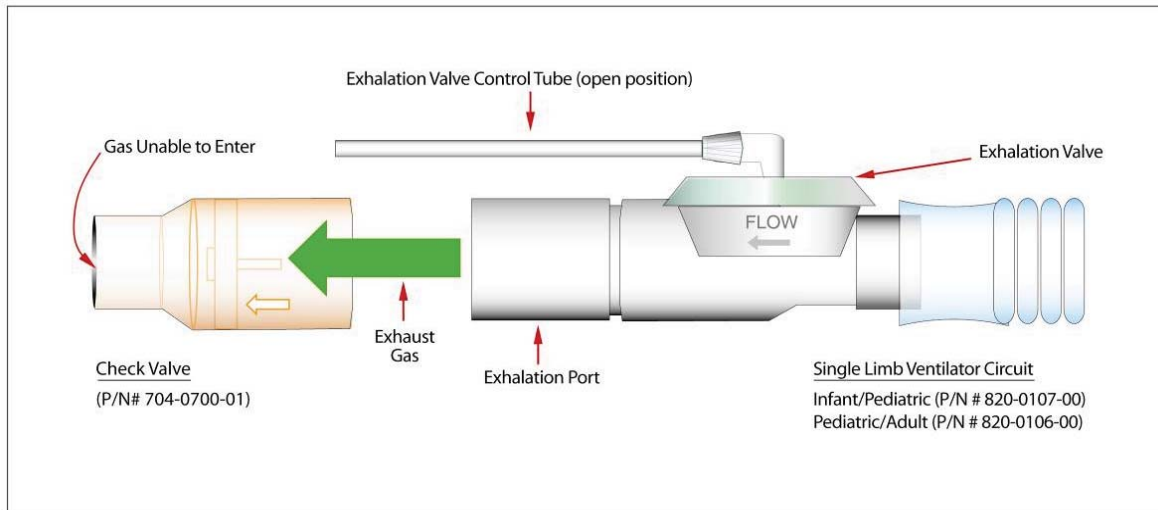 Exhalation Valve Control Tube (open position)
Gas Unable to Enter
Exhalation Valve
FLOW
Exhaust
Gas
Exhalation Port
Check Valve
(P/N# 704-0700-01)
Single Limb Ventilator Circuit
Infant/Pediatric (P/N # 820-0107-00)
Pediatric/Adult (P/N # 820-0106-00)